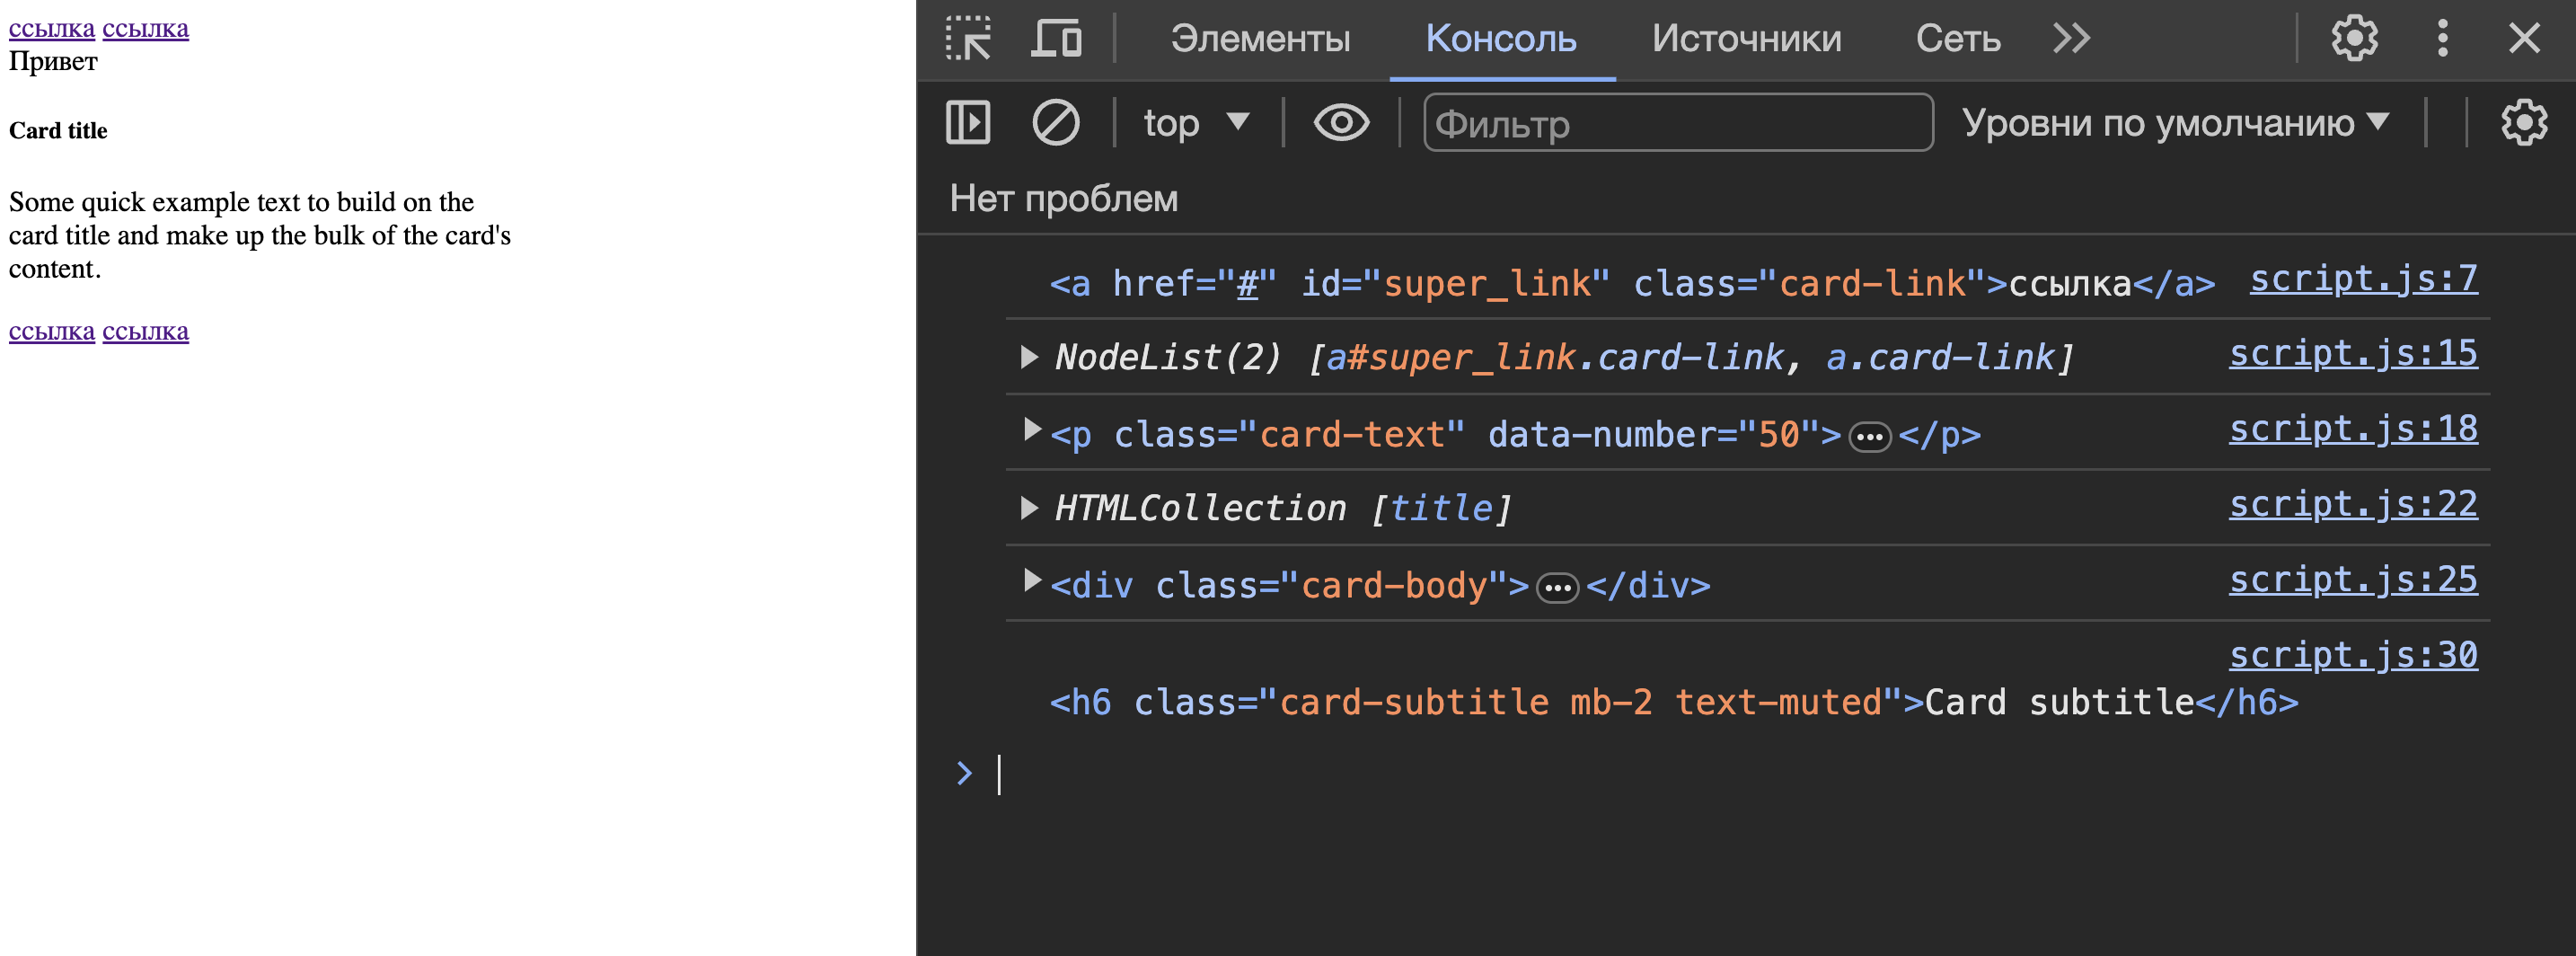 ссылка ссылка
Привет
Card title
Some quick example text to build on the
card title and make up the bulk of the card's
content.
ссылка ссылка
Элементы Консоль Источники Сеть
top Фильтр Уровни по умолчанию
Нет проблем
<a href="#" id="super_link" class="card-link">ссылка</a> script.js:7
NodeList(2) [a#super_link.card-link, a.card-link] script.js:15
<p class="card-text" data-number="50">…</p> script.js:18
HTMLCollection [title] script.js:22
<div class="card-body">…</div> script.js:25
script.js:30
<h6 class="card-subtitle mb-2 text-muted">Card subtitle</h6>